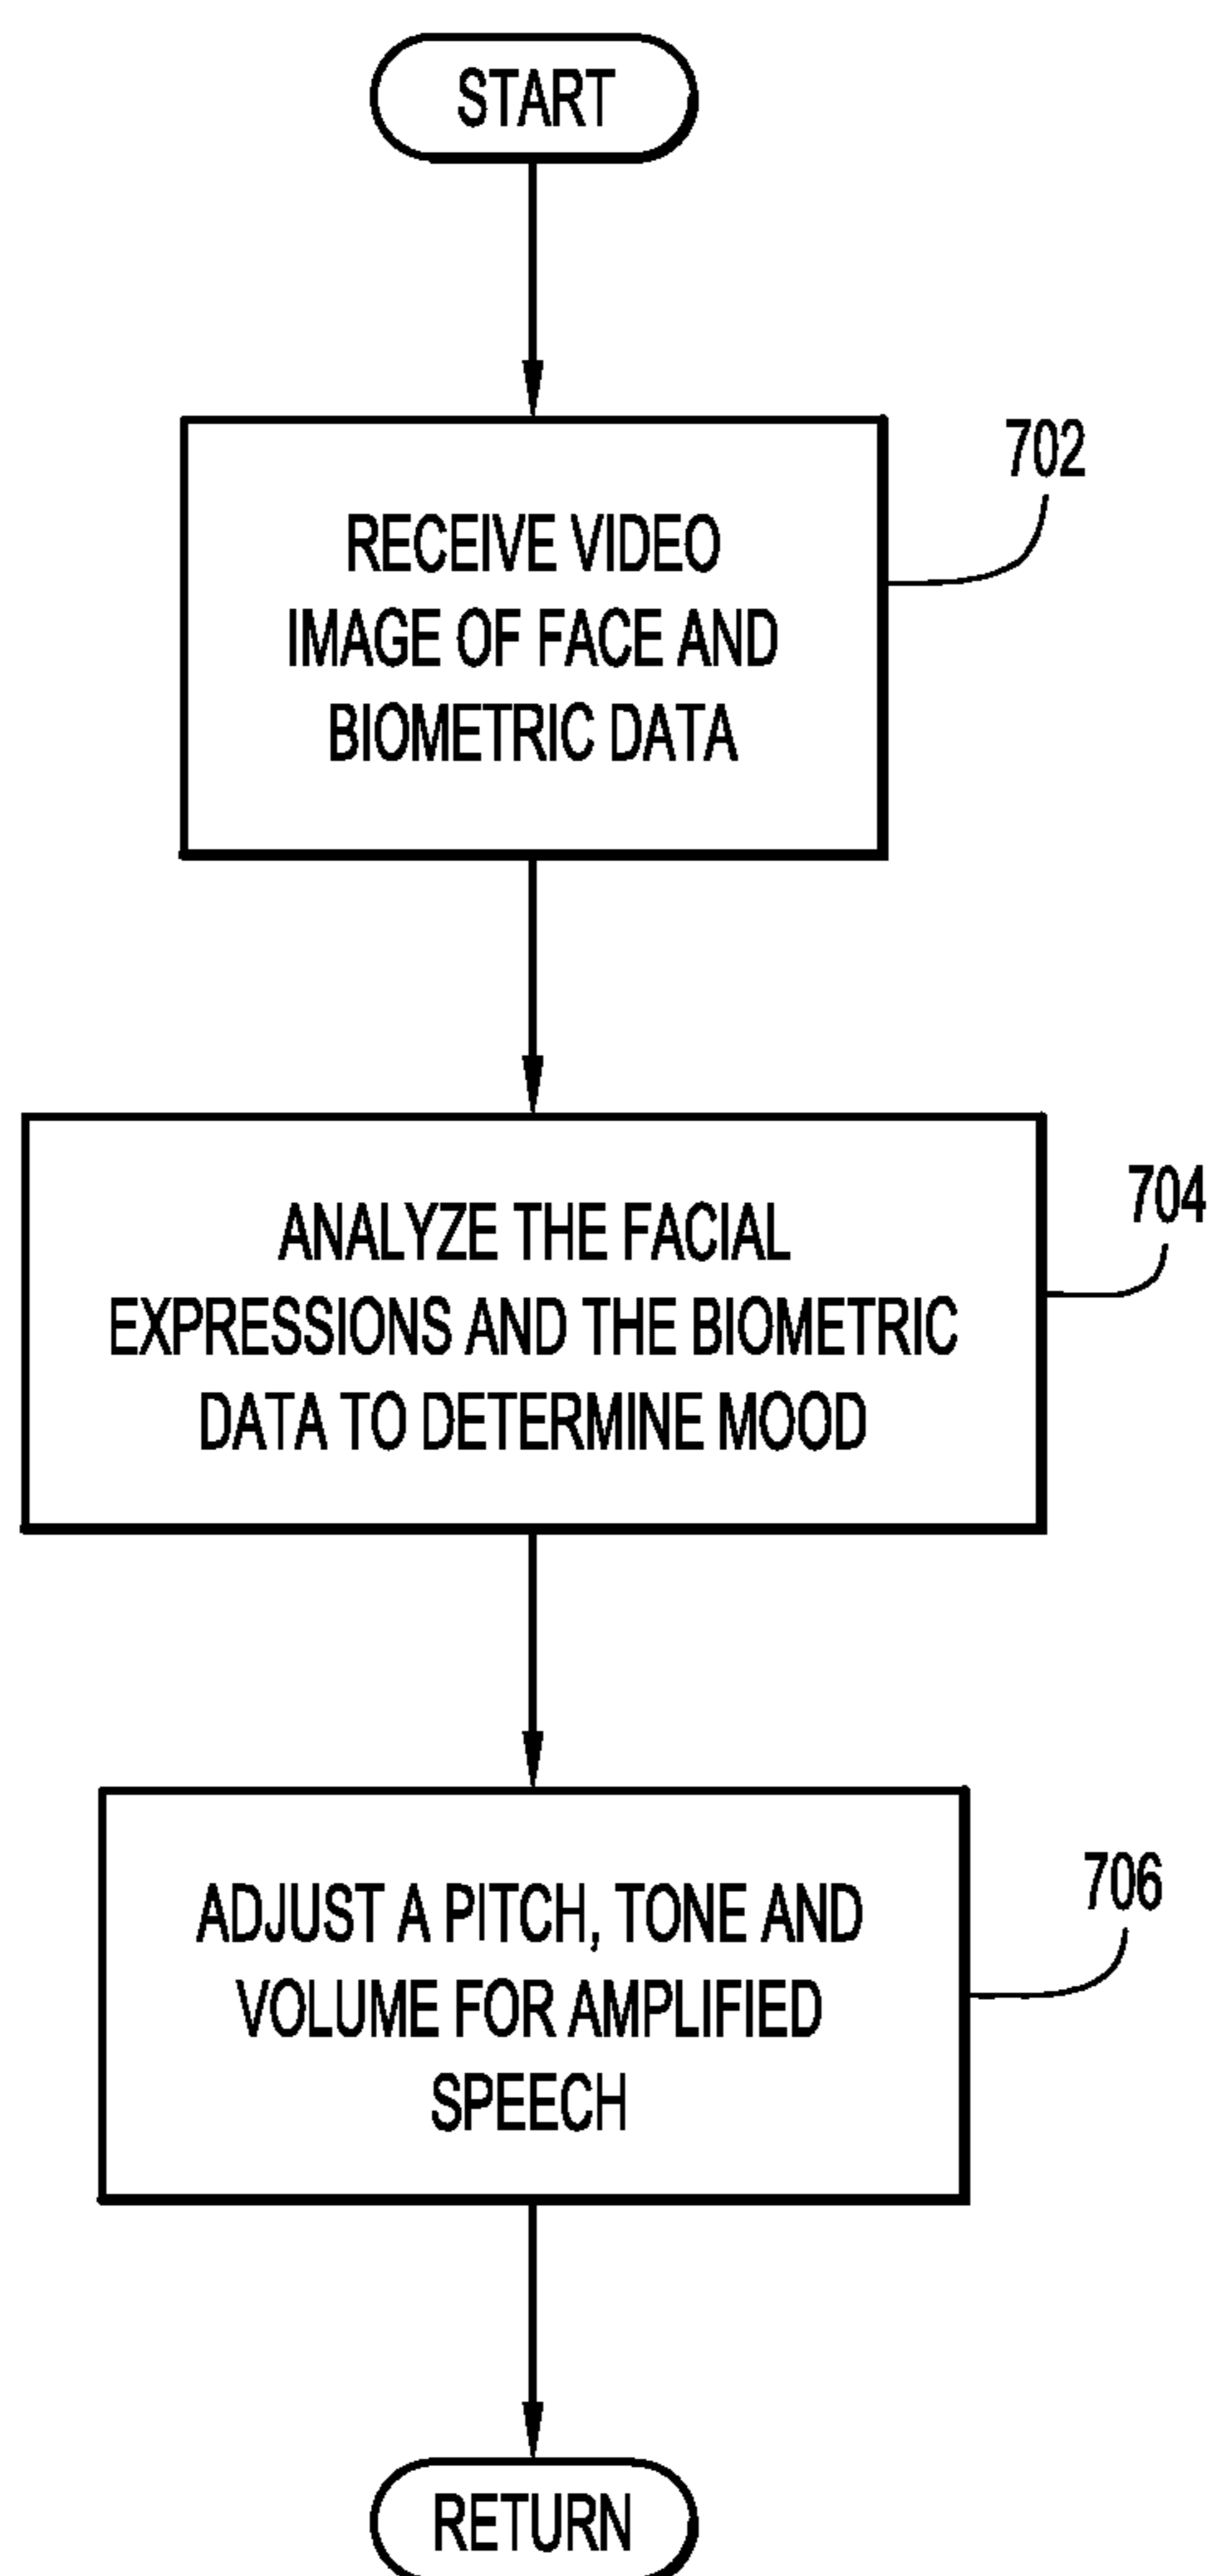 START
702
RECEIVE VIDEO
IMAGE OF FACE AND
BIOMETRIC DATA
704
ANALYZE THE FACIAL
EXPRESSIONS AND THE BIOMETRIC
DATA TO DETERMINE MOOD
706
ADJUST A PITCH, TONE AND
VOLUME FOR AMPLIFIED
SPEECH
RETURN